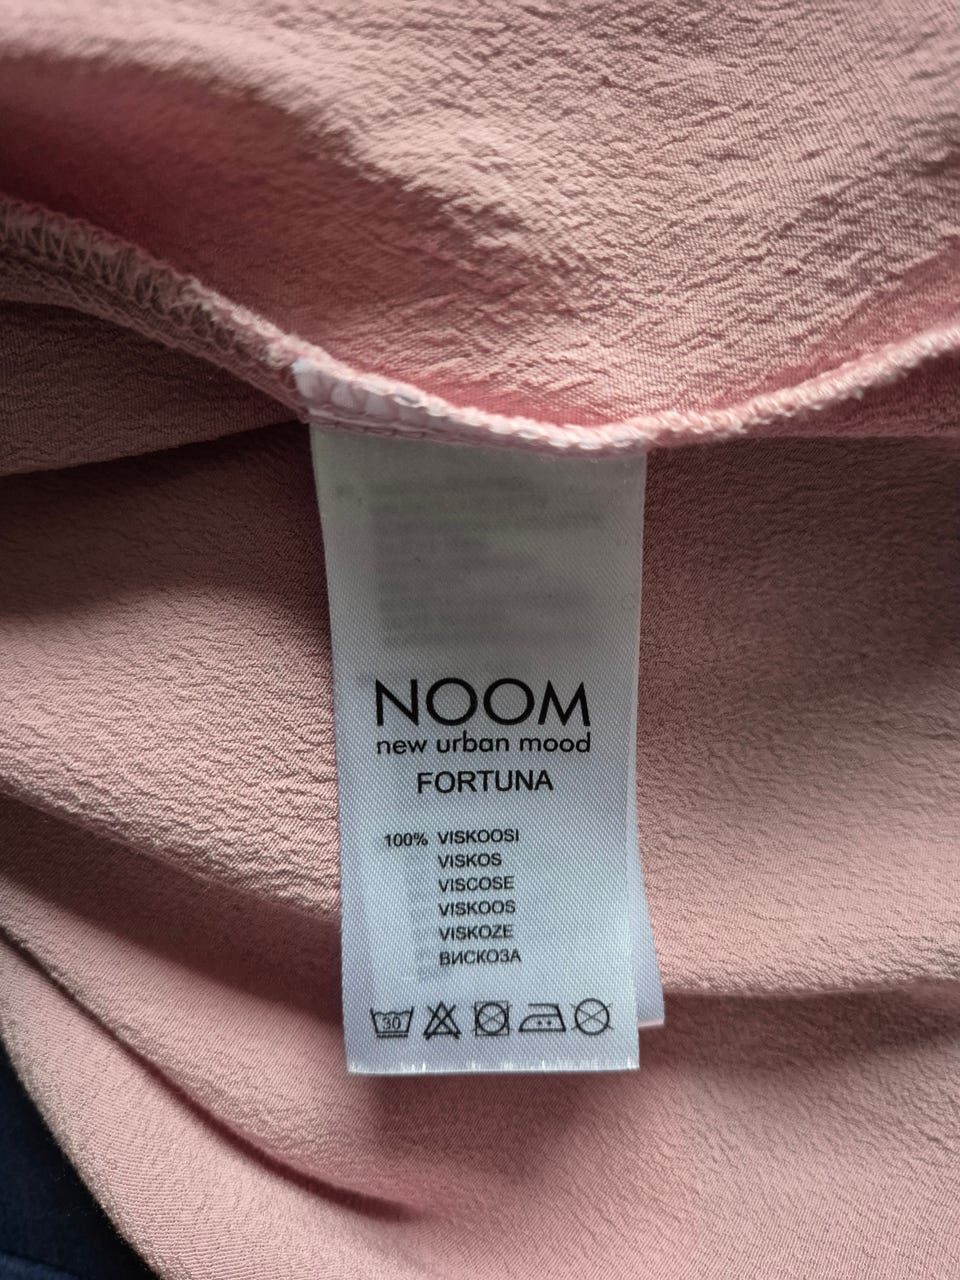 NOOM
new urban mood
FORTUNA
100% VISKOOSI
VISKOS
VISCOSE
VISKOOS
VISKOZE
ВИСКОЗА
30